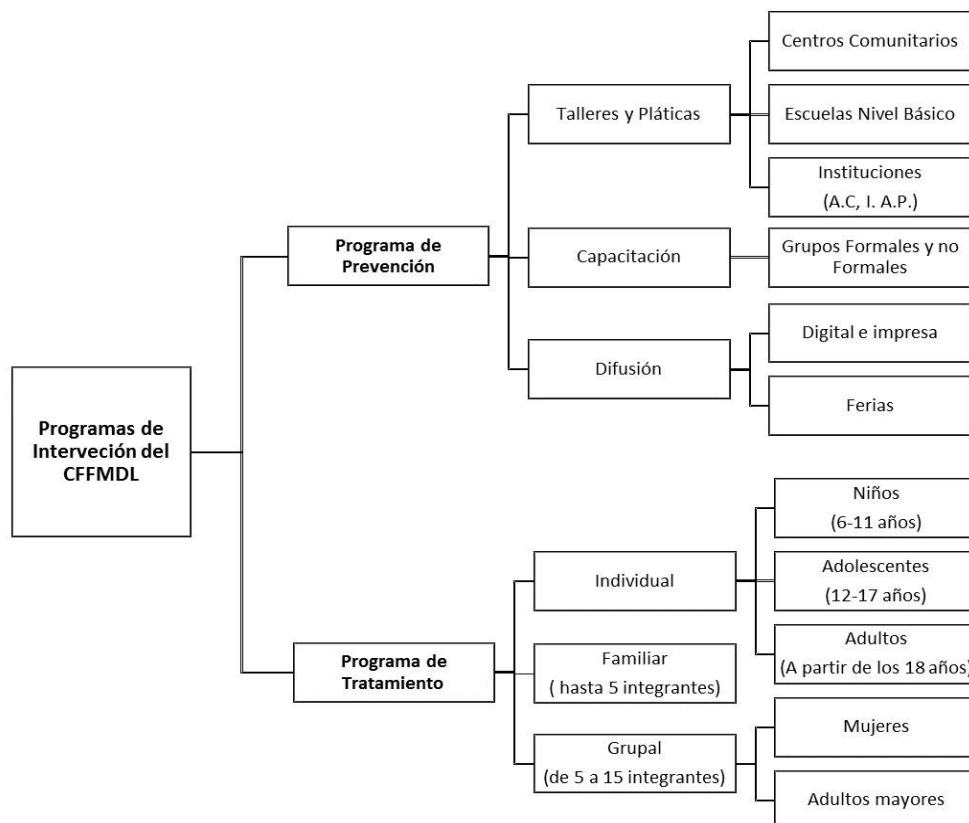 Programas de
Interveción del
CFFMDL
Programa de
Prevención
Talleres y Pláticas
Centros Comunitarios
Escuelas Nivel Básico
Instituciones
(A.C, I. A.P.)
Capacitación
Grupos Formales y no
Formales
Difusión
Digital e impresa
Ferias
Programa de
Tratamiento
Individual
Niños
(6-11 años)
Adolescentes
(12-17 años)
Adultos
(A partir de los 18 años)
Familiar
( hasta 5 integrantes)
Grupal
(de 5 a 15 integrantes)
Mujeres
Adultos mayores